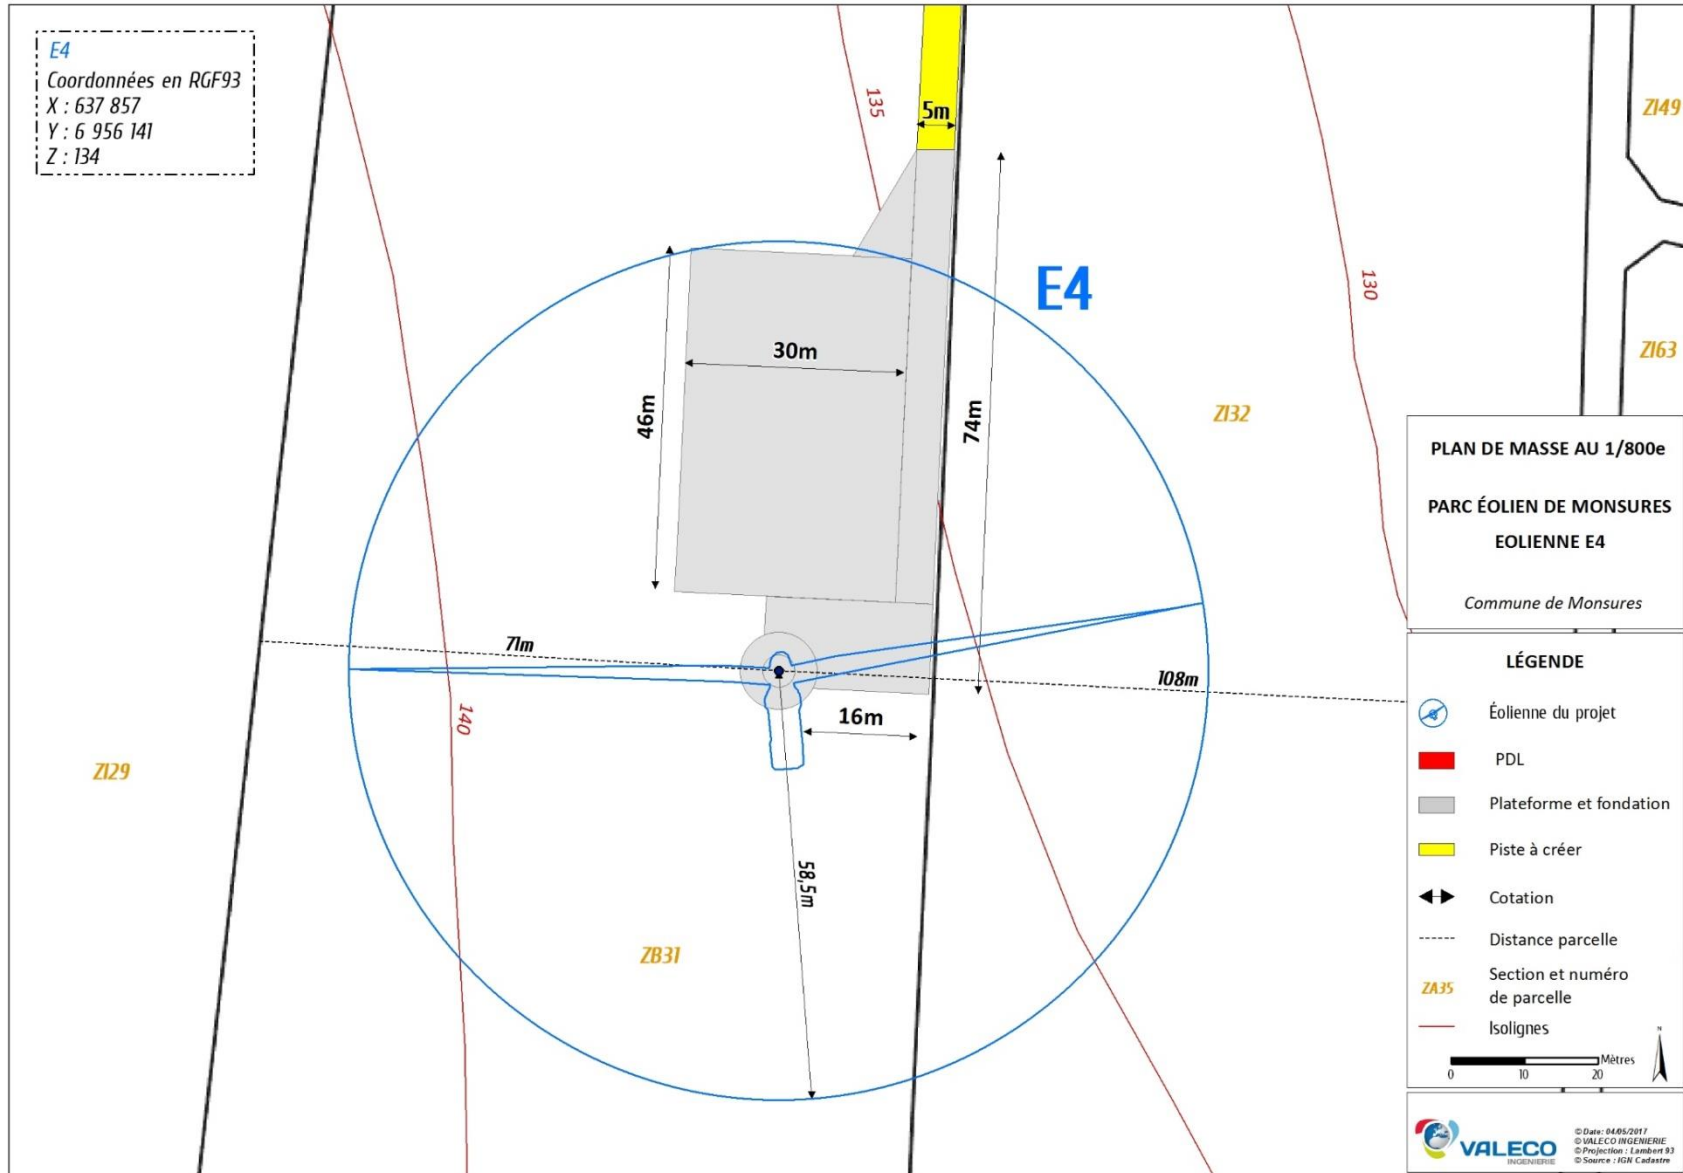 E4
Coordonnées en RGF93
X : 637 857
Y : 6 956 141
Z : 134
135
5m
ZI49
E4
130
30m
ZI63
46m
74m
ZI32
71m
108m
140
16m
ZI29
58,5m
ZB31
PLAN DE MASSE AU 1/800e
PARC ÉOLIEN DE MONSURES
EOLIENNE E4
Commune de Monsures
LÉGENDE
Éolienne du projet
PDL
Plateforme et fondation
Piste à créer
Cotation
Distance parcelle
ZA35
Section et numéro
de parcelle
Isolignes
N
Mètres
0 10 20
VALECO
INGENIERIE
© Date: 04/05/2017
© VALECO INGENIERIE
© Projection : Lambert 93
© Source : IGN Cadastre